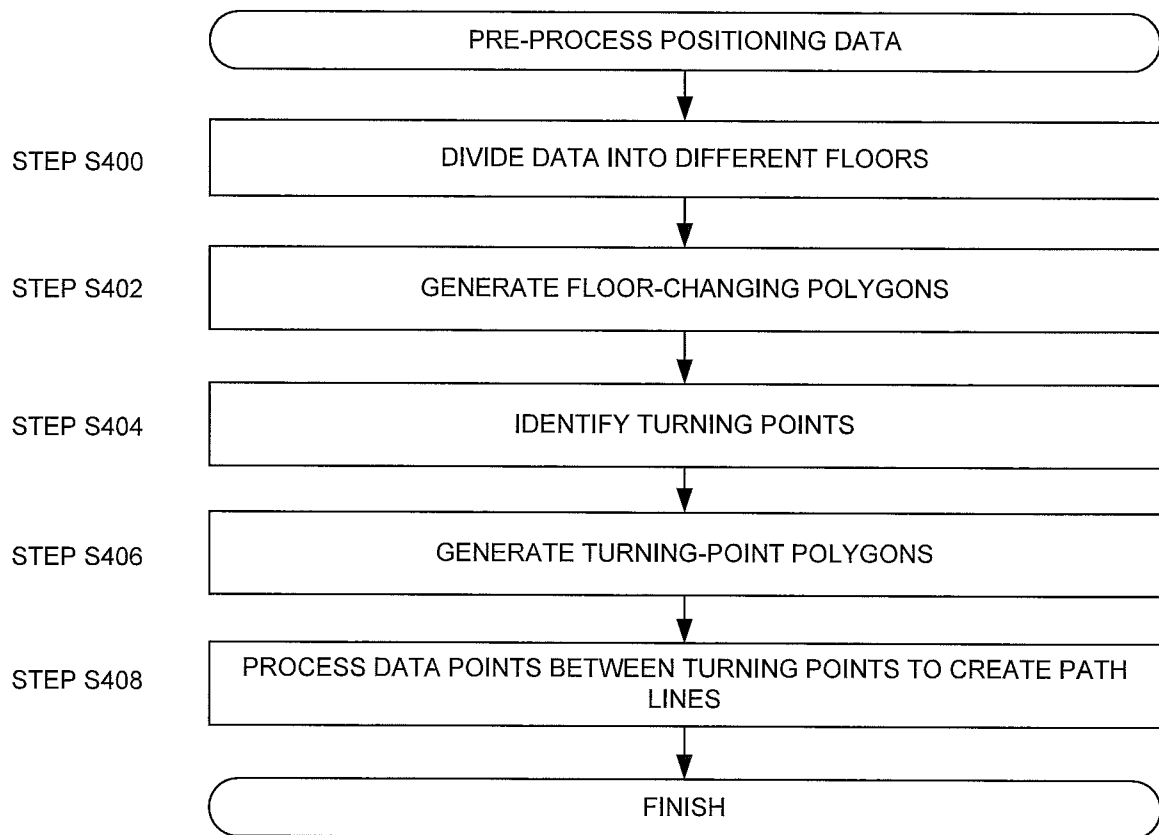 PRE-PROCESS POSITIONING DATA
STEP S400
DIVIDE DATA INTO DIFFERENT FLOORS
STEP S402
GENERATE FLOOR-CHANGING POLYGONS
STEP S404
IDENTIFY TURNING POINTS
STEP S406
GENERATE TURNING-POINT POLYGONS
STEP S408
PROCESS DATA POINTS BETWEEN TURNING POINTS TO CREATE PATH
LINES
FINISH